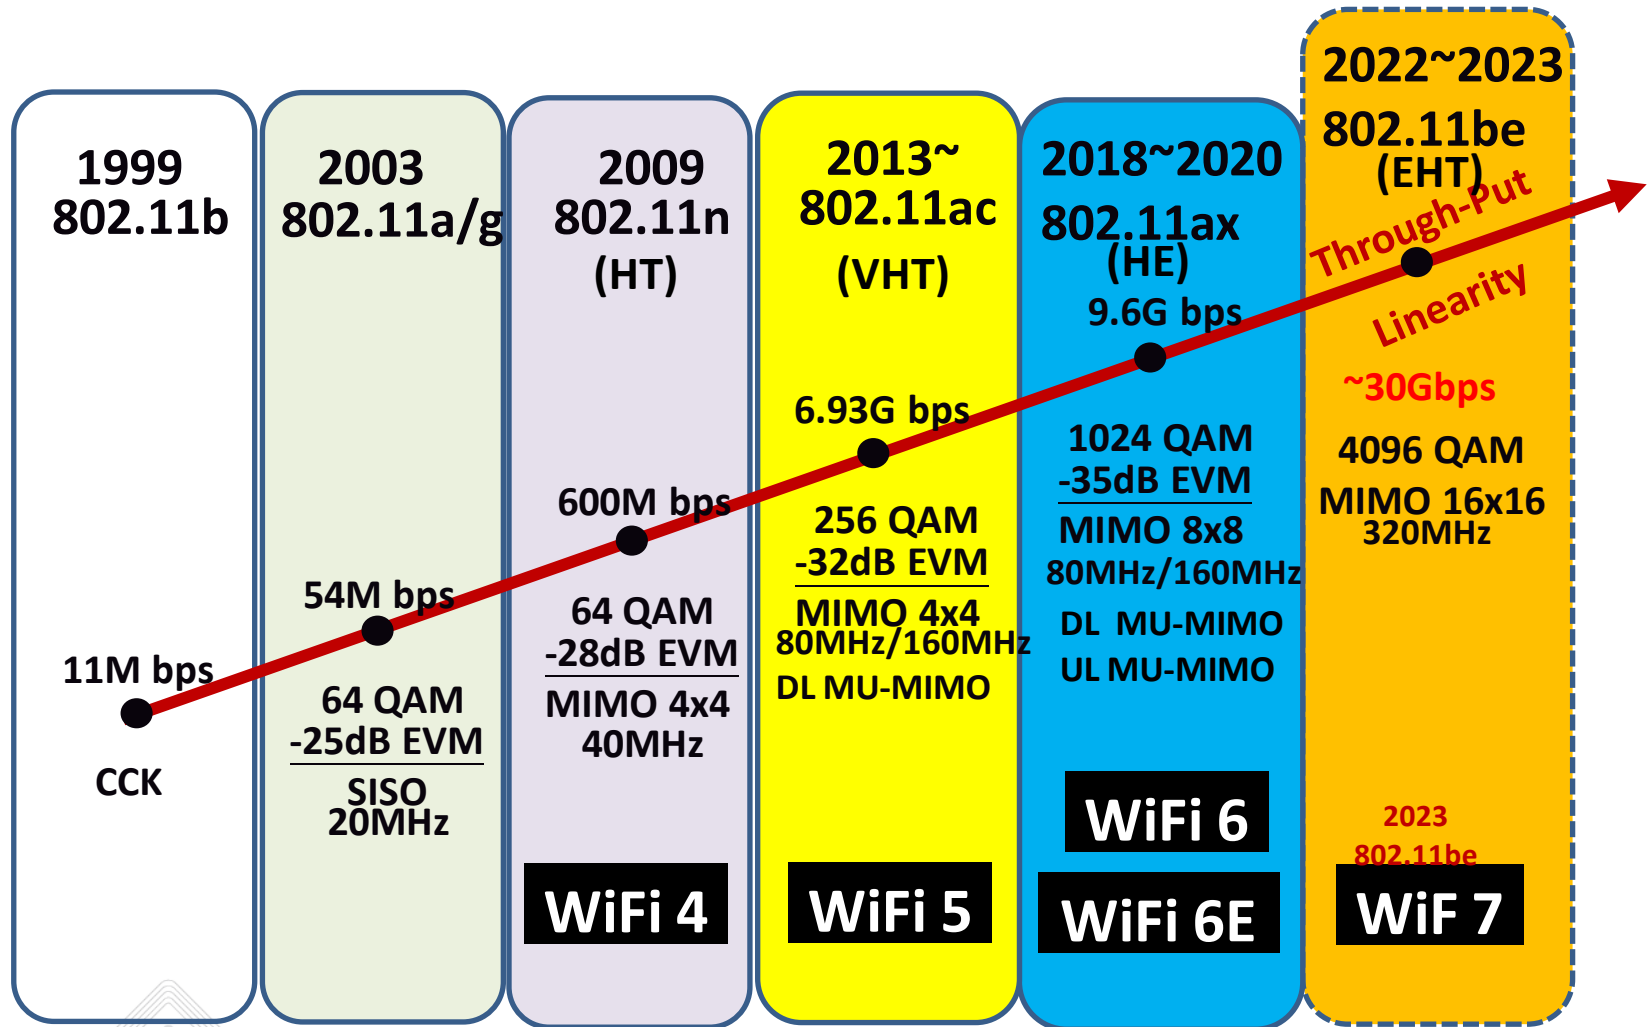 1999
802.11b
11M bps
CCK
2003
802.11a/g
54M bps
64 QAM
-25dB EVM
SISO
20MHz
2009
802.11n
(HT)
600M bps
64 QAM
-28dB EVM
MIMO 4x4
40MHz
WiFi 4
2013~
802.11ac
(VHT)
6.93G bps
256 QAM
-32dB EVM
MIMO 4x4
80MHz/160MHz
DL MU-MIMO
WiFi 5
2018~2020
802.11ax
(HE)
9.6G bps
1024 QAM
-35dB EVM
MIMO 8x8
80MHz/160MHz
DL MU-MIMO
UL MU-MIMO
WiFi 6
WiFi 6E
2022~2023
802.11be
(EHT)
Through-Put
Linearity
~30Gbps
4096 QAM
MIMO 16x16
320MHz
2023
802.11be
WiF 7